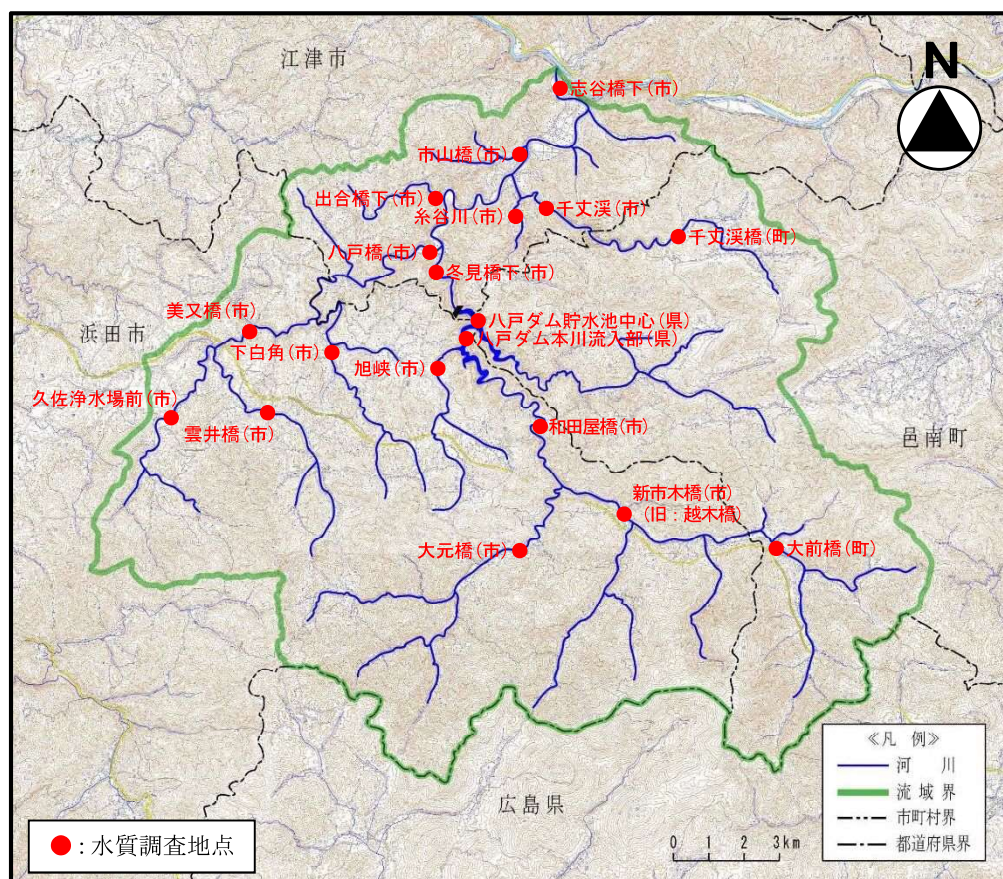 江津市
N
志谷橋下(市)
市山橋(市)
出合橋下(市)
糸谷川(市)
千丈渓(市)
千丈渓橋(町)
八戸橋(市)
冬見橋下(市)
美又橋(市)
八戸ダム貯水池中心(県)
浜田市
八戸ダム本川流入部(県)
下白角(市)
旭峡(市)
久佐浄水場前(市)
雲井橋(市)
和田屋橋(市)
邑南町
新市木橋(市)
(旧：越木橋)
大元橋(市)
大前橋(町)
広島県
≪凡 例≫
河 川
流域界
市町村界
都道府県界
0 1 2 3km
：水質調査地点